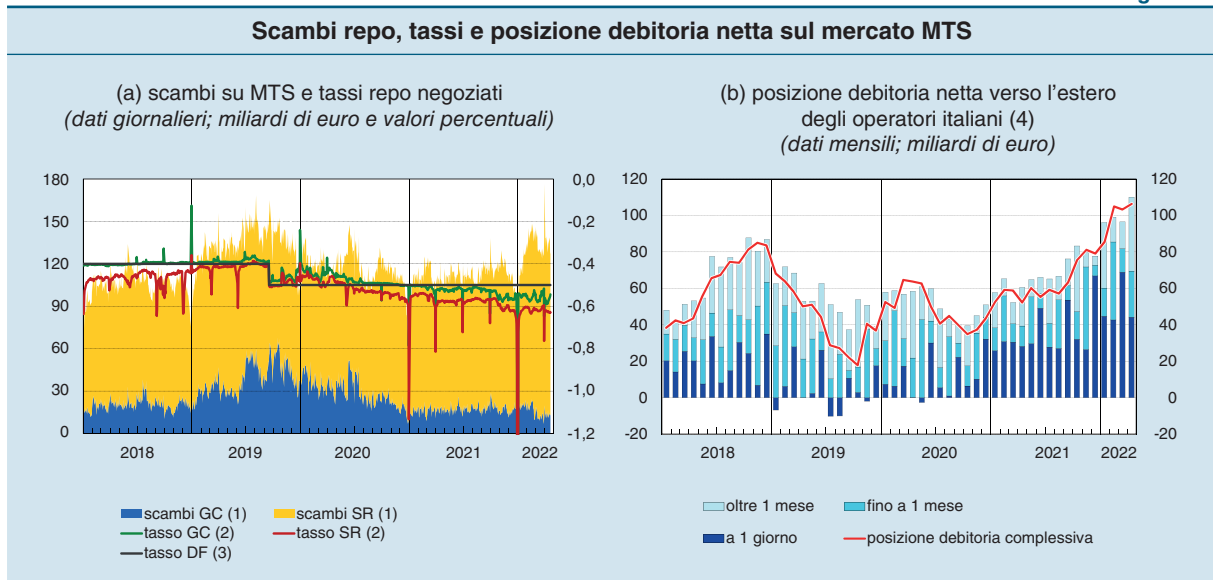 Scambi repo, tassi e posizione debitoria netta sul mercato MTS
(a) scambi su MTS e tassi repo negoziati
(dati giornalieri; miliardi di euro e valori percentuali)
180
150
120
90
60
30
0
0,0
-0,2
-0,4
-0,6
-0,8
-1,0
-1,2
2018 2019 2020 2021 2022
scambi GC (1) scambi SR (1)
tasso GC (2) tasso SR (2)
tasso DF (3)
(b) posizione debitoria netta verso l'estero
degli operatori italiani (4)
(dati mensili; miliardi di euro)
120
100
80
60
40
20
0
-20
120
100
80
60
40
20
0
-20
2018 2019 2020 2021 2022
oltre 1 mese fino a 1 mese
a 1 giorno posizione debitoria complessiva